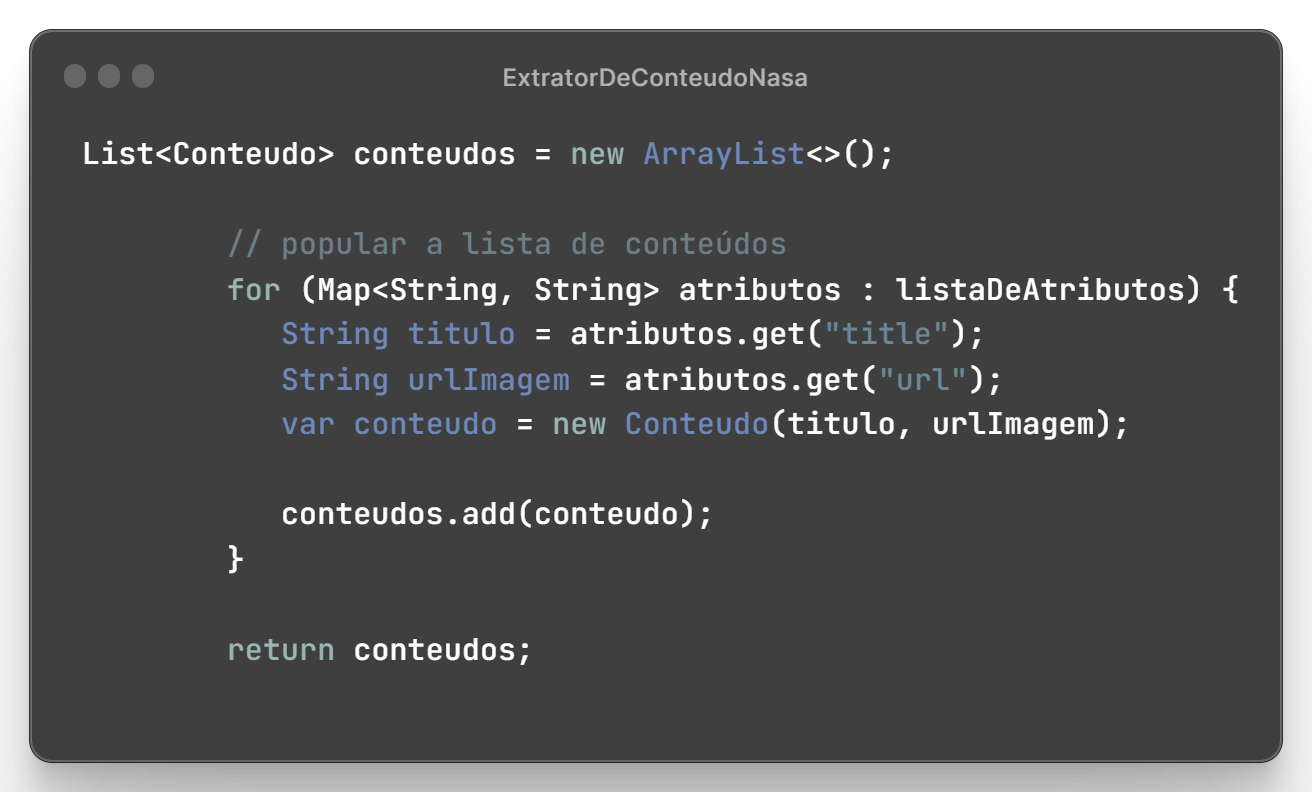 ExtratorDeConteudoNasa
List<Conteudo> conteudos = new ArrayList<>();
// popular a lista de conteúdos
for (Map<String, String> atributos : listaDeAtributos) {
String titulo = atributos.get("title");
String urlImagem = atributos.get("url");
var conteudo = new Conteudo(titulo, urlImagem);
conteudos.add(conteudo);
}
return conteudos;